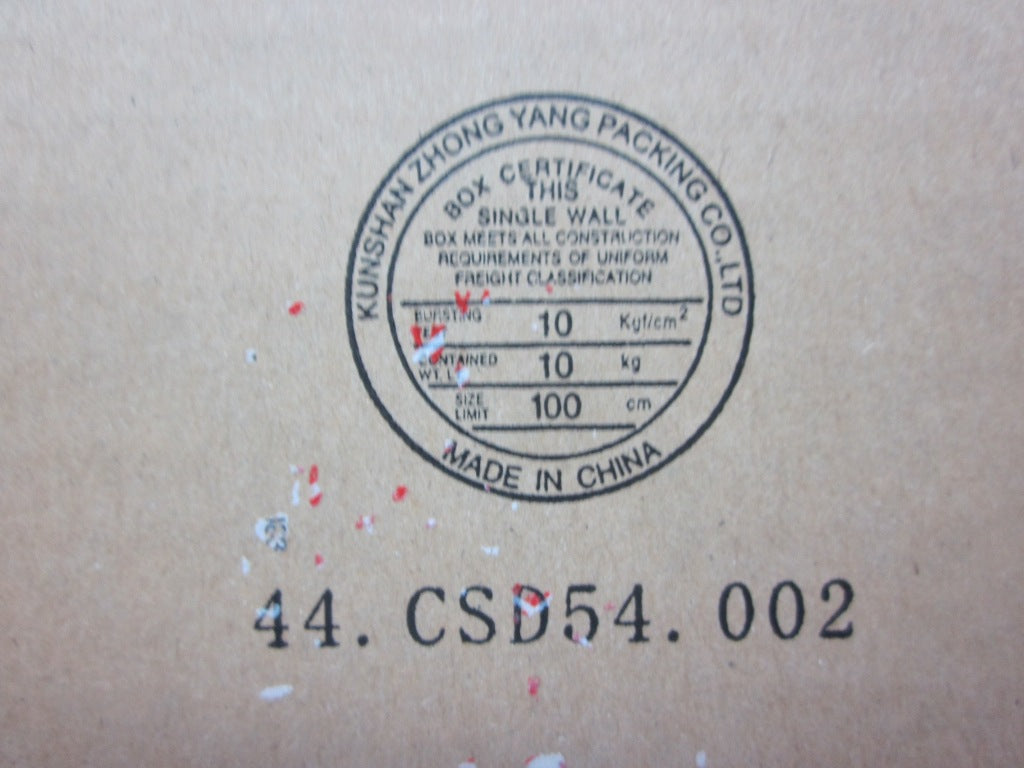 KUNSHAN ZHONG YANG PACKING CO.,LTD
BOX CERTIFICATE
THIS
SINGLE WALL
BOX MEETS ALL CONSTRUCTION
REQUIREMENTS OF UNIFORM
FREIGHT CLASSIFICATION
BURSTING 10 Kgf/cm²
CONTAINED
WT. 10 kg
SIZE
LIMIT 100 cm
MADE IN CHINA
44.CSD54.002